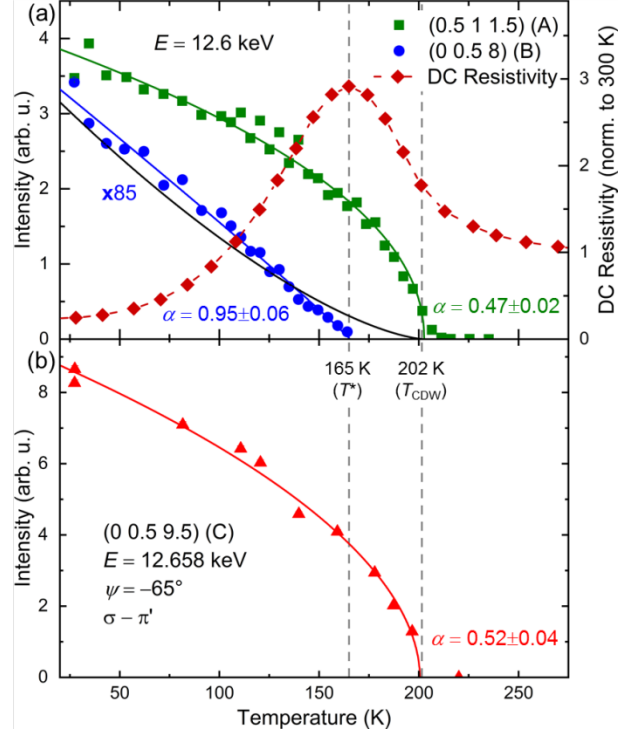 (a)
E = 12.6 keV
(0.5 1 1.5) (A)
(0 0.5 8) (B)
DC Resistivity
x85
α = 0.95±0.06
α = 0.47±0.02
4
3
2
1
0
Intensity (arb. u.)
3
2
1
0
DC Resistivity (norm. to 300 K)
165 K
(T*)
202 K
(TCDW)
(b)
(0 0.5 9.5) (C)
E = 12.658 keV
ψ = −65°
σ − π'
α = 0.52±0.04
8
6
4
2
0
Intensity (arb. u.)
50
100
150
200
250
Temperature (K)